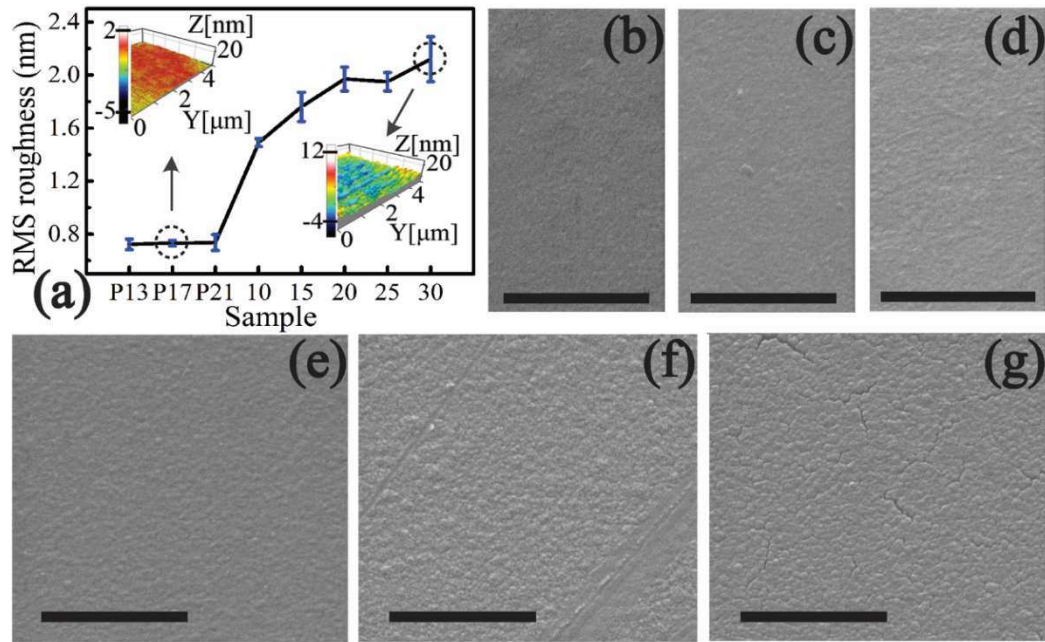 2.4
2.0
1.6
1.2
0.8
RMS roughness (nm)
2
-5
Z[nm]
20
4
2
0
Y[μm]
12
-4
Z[nm]
20
4
2
0
Y[μm]
P13 P17 P21 10 15 20 25 30
Sample
(a)
(b)
(c)
(d)
(e)
(f)
(g)